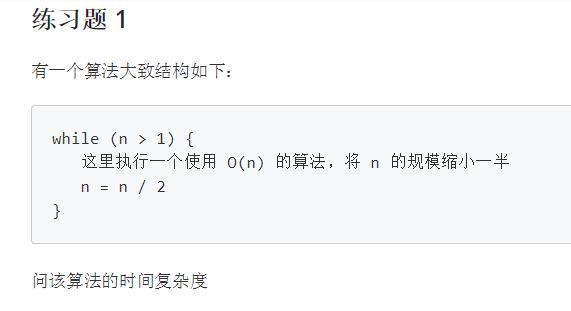 练习题 1
有一个算法大致结构如下：
while (n > 1) {
这里执行一个使用 O(n) 的算法，将 n 的规模缩小一半
n = n / 2
}
问该算法的时间复杂度